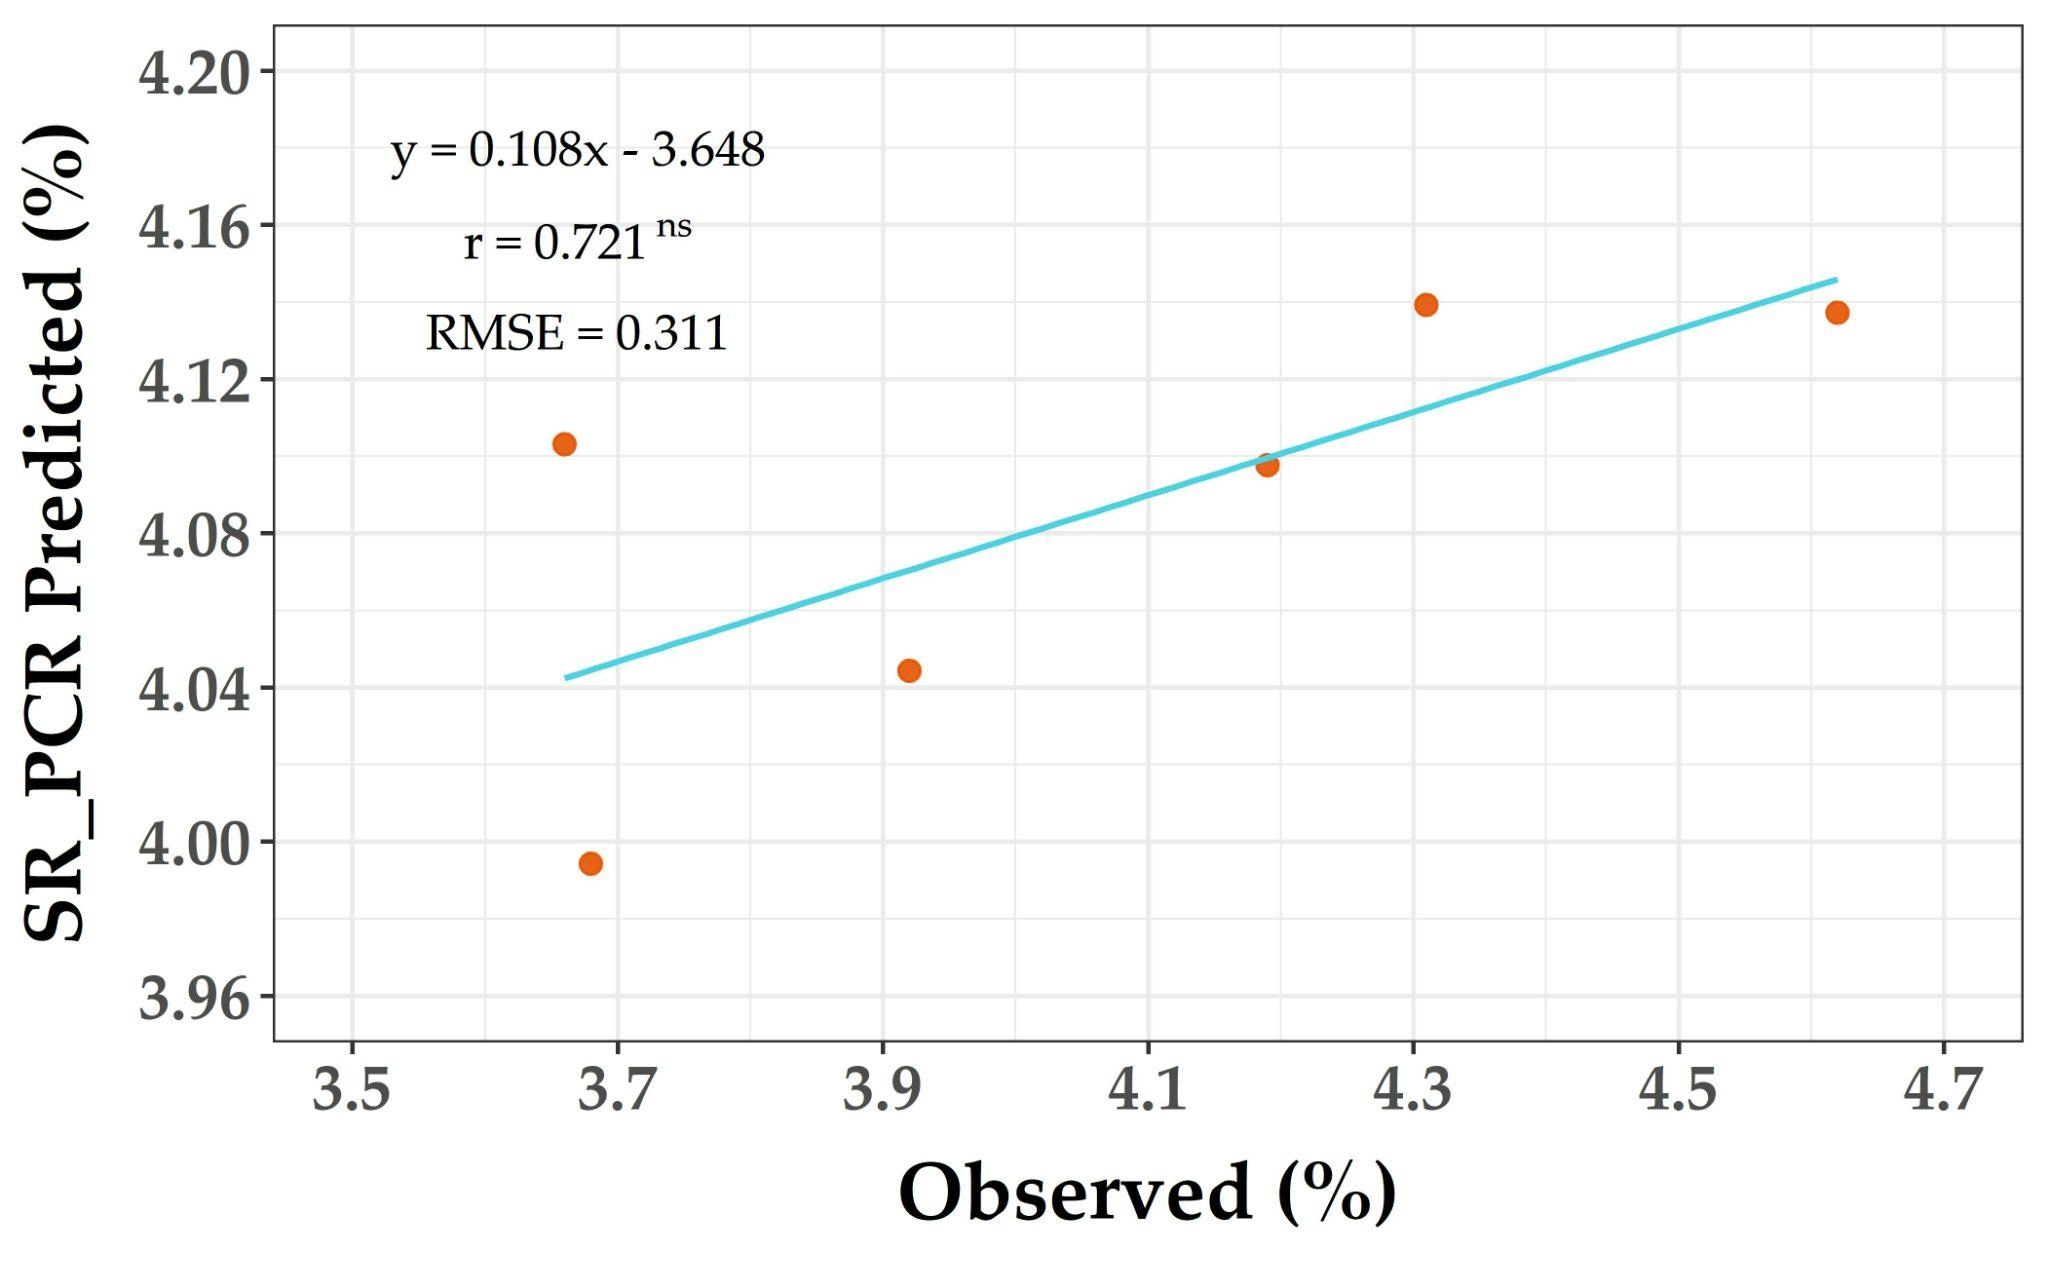 4.20
y = 0.108x - 3.648
4.16
r = 0.721 ns
RMSE = 0.311
4.12
4.08
4.04
4.00
3.96
SR_PCR Predicted (%)
3.5 3.7 3.9 4.1 4.3 4.5 4.7
Observed (%)